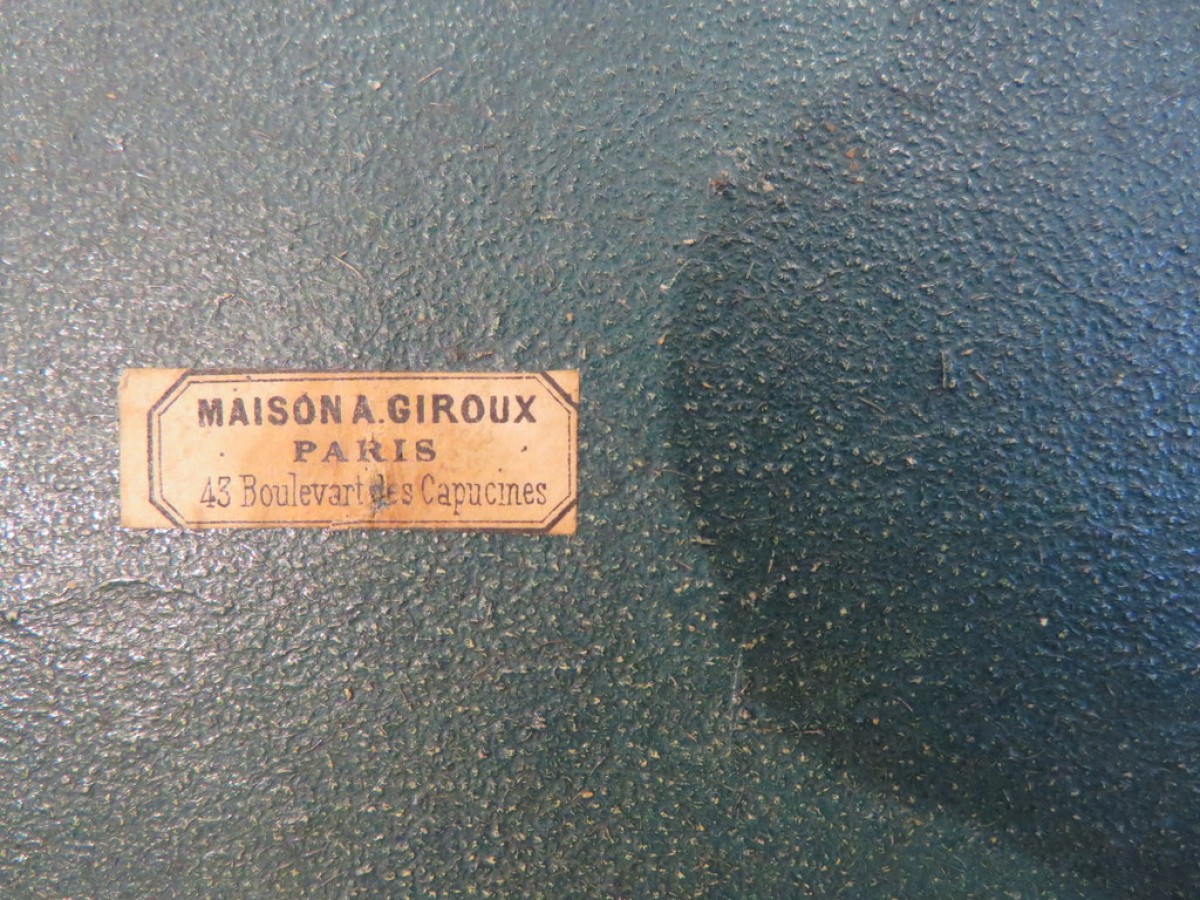 MAISON A. GIROUX
PARIS
43 Boulevart des Capucines